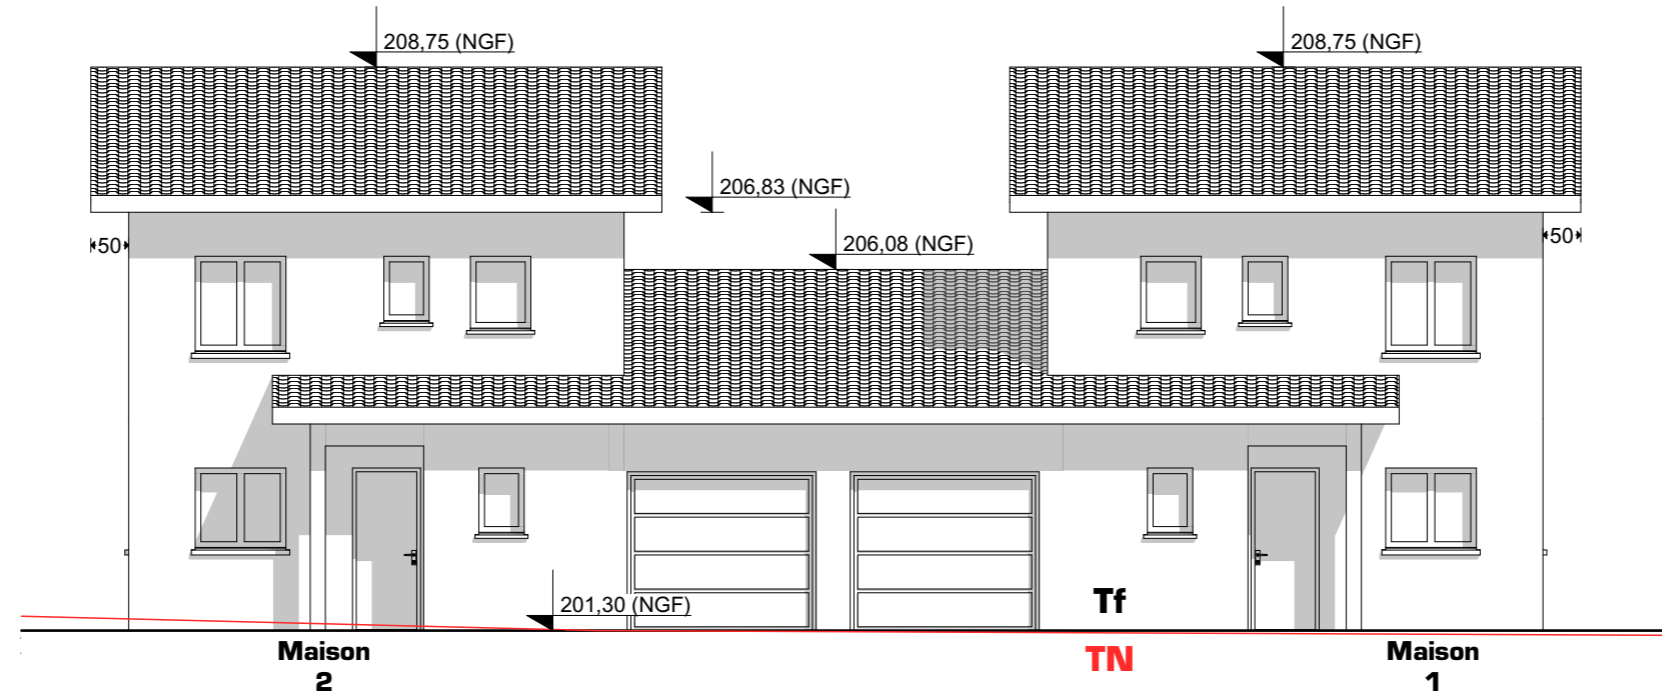 208,75 (NGF)
208,75 (NGF)
206,83 (NGF)
206,08 (NGF)
50
50
201,30 (NGF)
Tf
TN
Maison
2
Maison
1